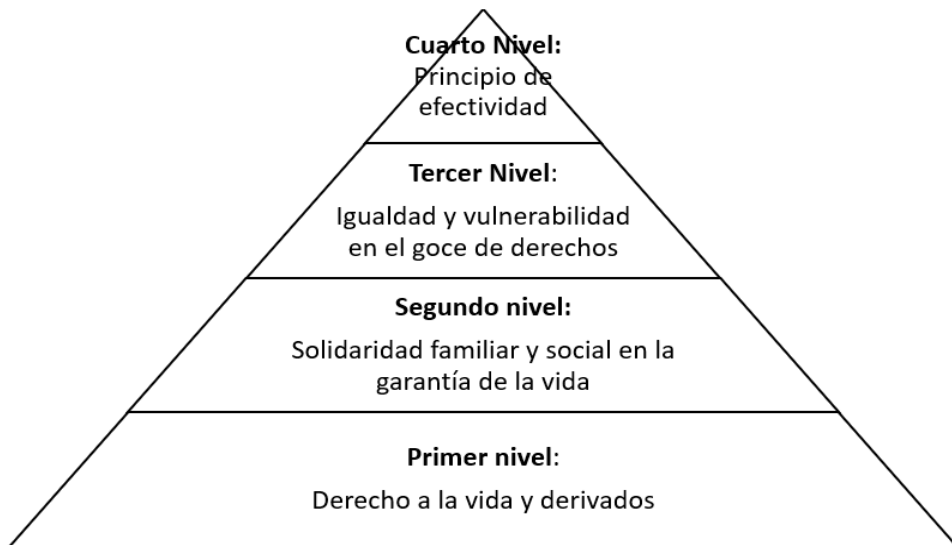 Cuarto Nivel:
Principio de
efectividad
Tercer Nivel:
Igualdad y vulnerabilidad
en el goce de derechos
Segundo nivel:
Solidaridad familiar y social en la
garantía de la vida
Primer nivel:
Derecho a la vida y derivados